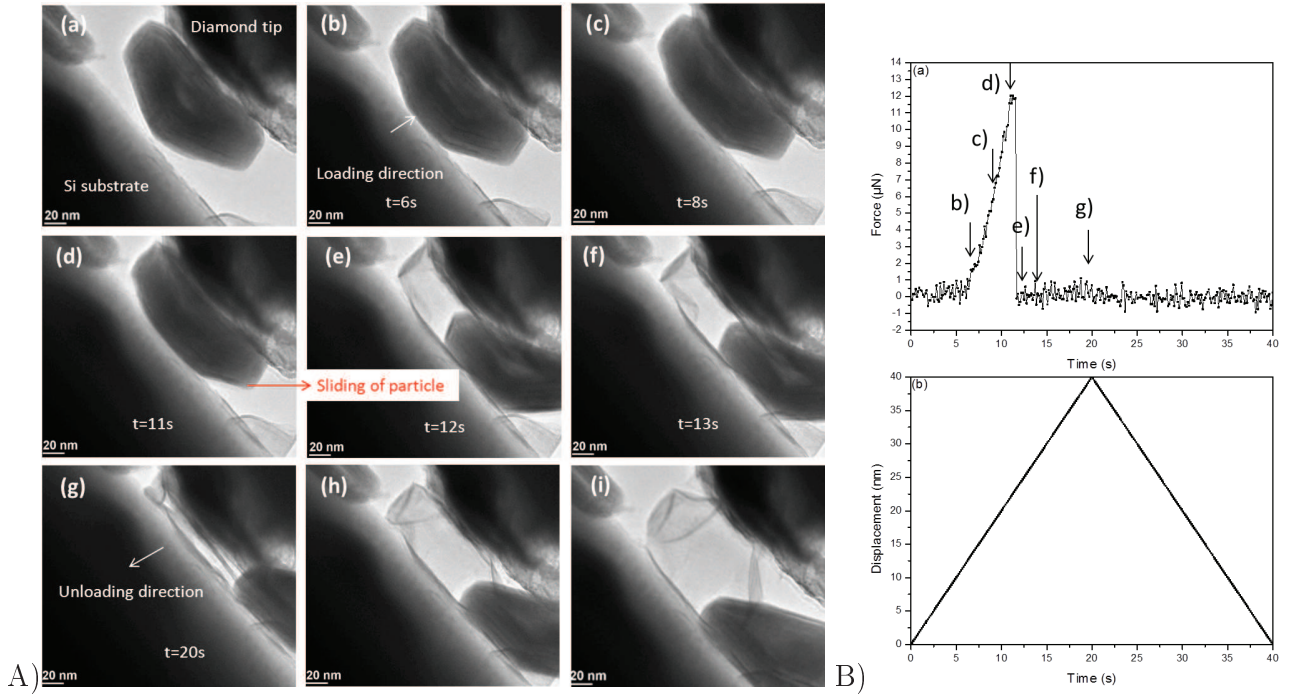 (a)
Diamond tip
Si substrate
20 nm
(b)
Loading direction
t=6s
20 nm
(c)
t=8s
20 nm
(d)
Sliding of particle
t=11s
20 nm
(e)
t=12s
20 nm
(f)
t=13s
20 nm
(g)
Unloading direction
t=20s
20 nm
(h)
20 nm
(i)
20 nm
A)
(a)
14
13
12
11
10
9
8
7
6
5
4
3
2
1
0
-1
-2
Force (µN)
b)
c)
d)
e)
f)
g)
0 5 10 15 20 25 30 35 40
Time (s)
(b)
40
35
30
25
20
15
10
5
0
Displacement (nm)
0 5 10 15 20 25 30 35 40
Time (s)
B)